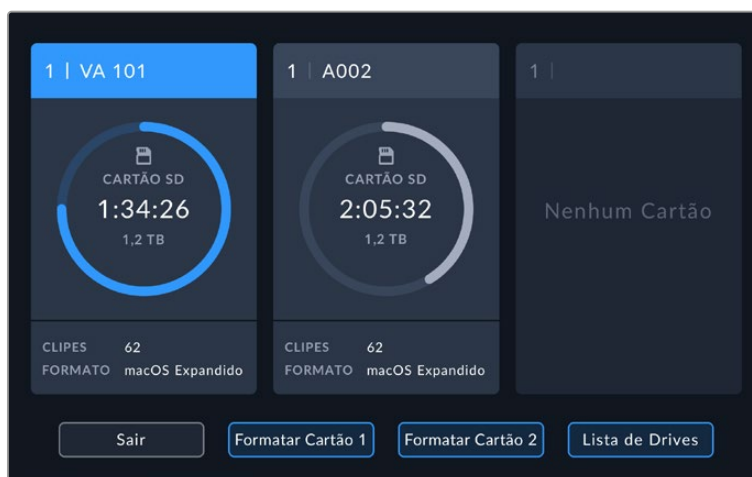 1 | VA 101
CARTÃO SD
1:34:26
1,2 TB
CLIPES 62
FORMATO macOS Expandido
1 | A002
CARTÃO SD
2:05:32
1,2 TB
CLIPES 62
FORMATO macOS Expandido
1 |
Nenhum Cartão
Sair
Formatar Cartão 1
Formatar Cartão 2
Lista de Drives